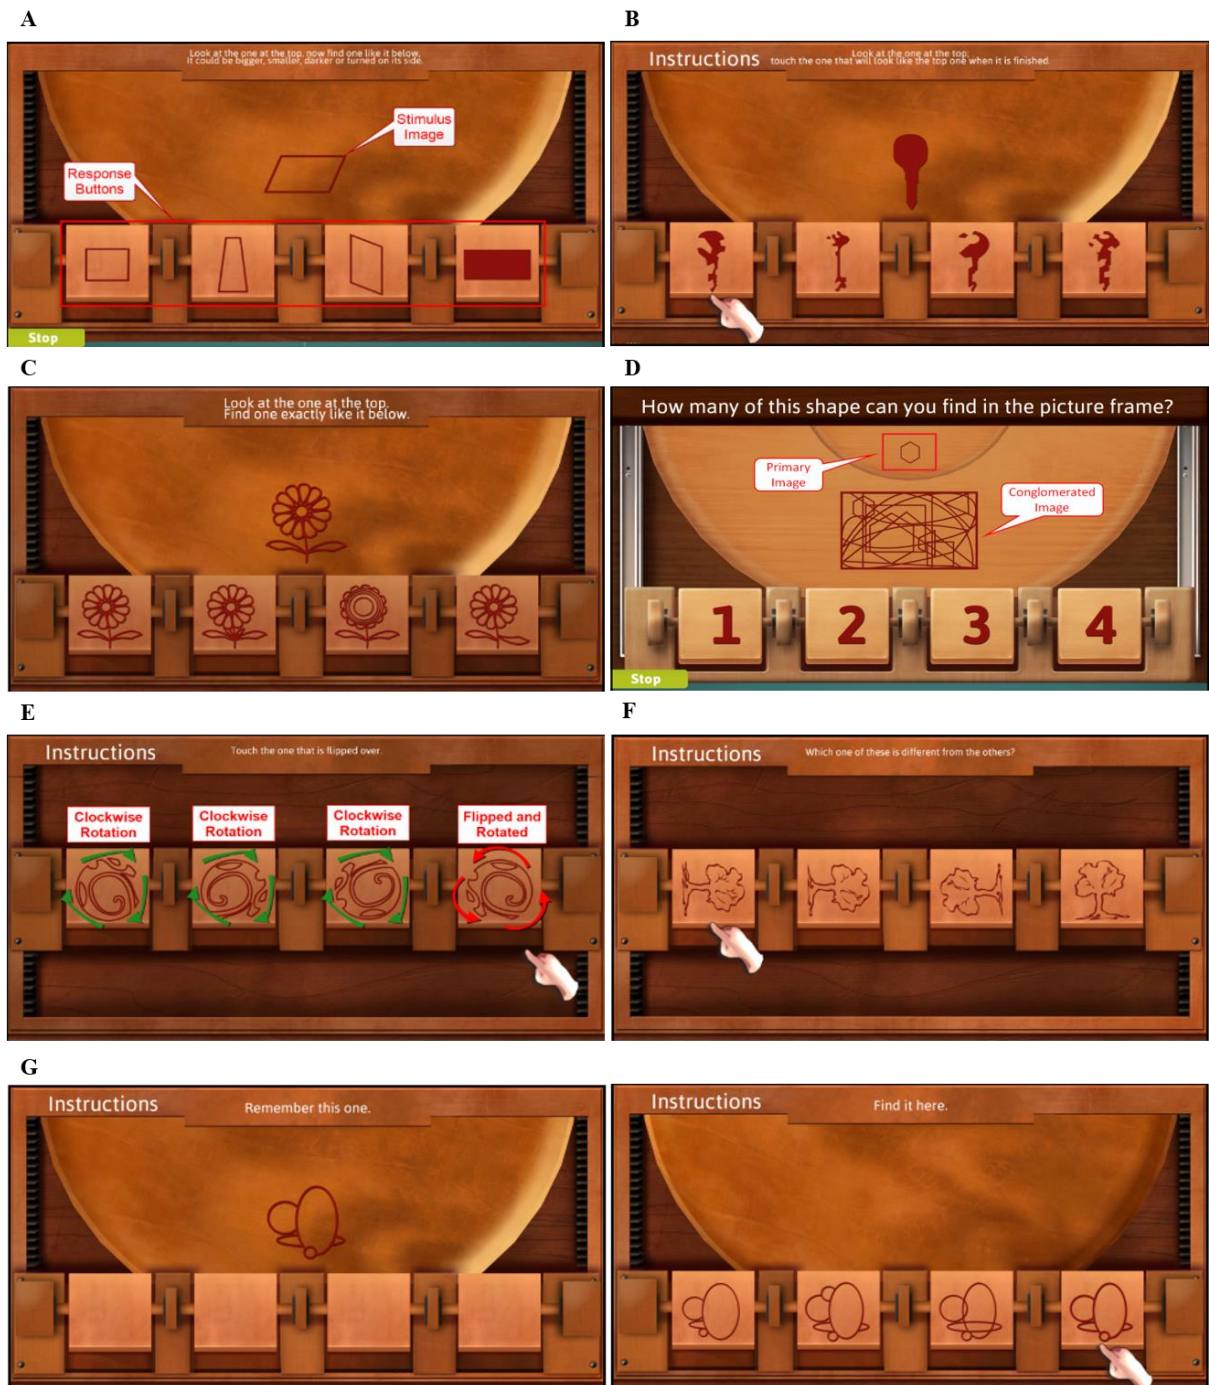 A
Look at the one at the top, now find one like it below,
It could be bigger, smaller, darker or turned on its side.
Stimulus
Image
Response
Buttons
Stop
B
Instructions
Look at the one at the top;
touch the one that will look like the top one when it is finished.
C
Look at the one at the top.
Find one exactly like it below.
D
How many of this shape can you find in the picture frame?
Primary
Image
Conglomerated
Image
1 2 3 4
Stop
E
Instructions
Touch the one that is flipped over.
Clockwise
Rotation
Clockwise
Rotation
Clockwise
Rotation
Flipped and
Rotated
F
Instructions
Which one of these is different from the others?
G
Instructions
Remember this one.
Instructions
Find it here.